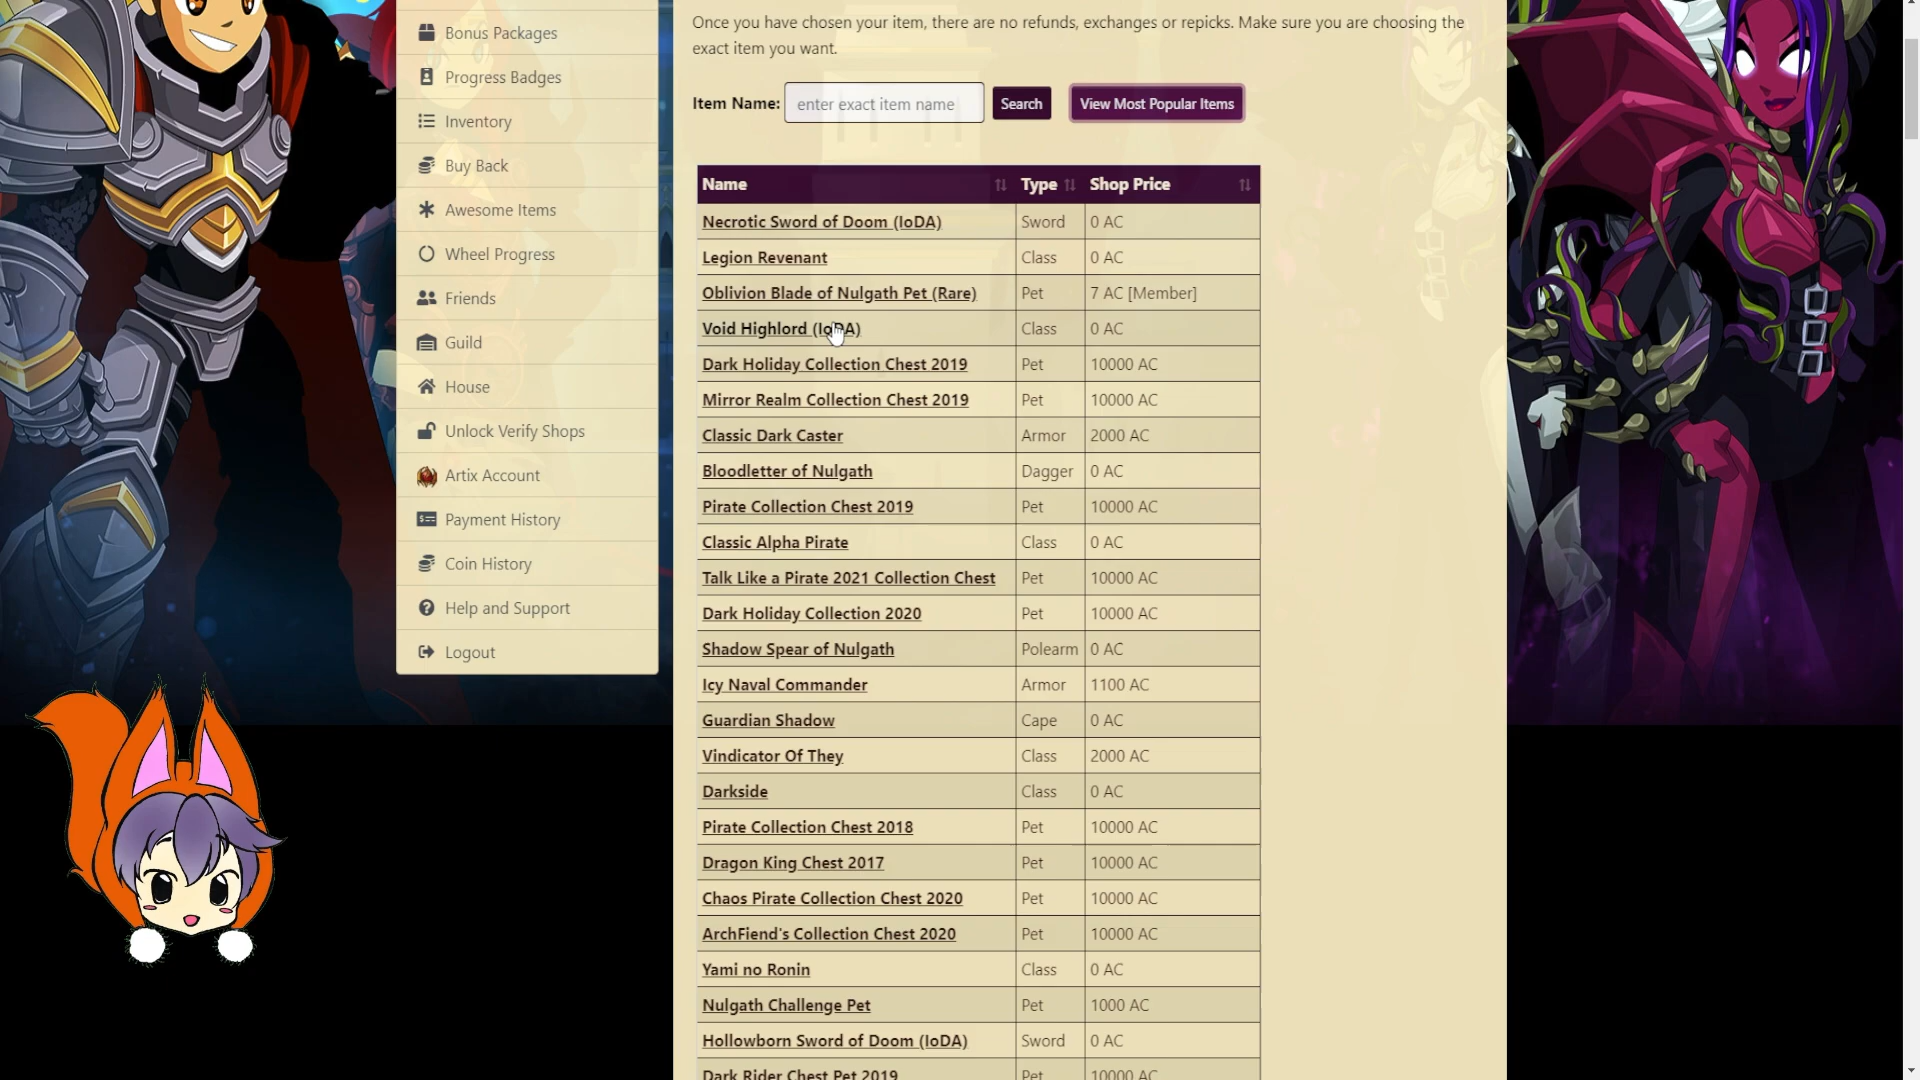 Bonus Packages
Progress Badges
Inventory
Buy Back
Awesome Items
Wheel Progress
Friends
Guild
House
Unlock Verify Shops
Artix Account
Payment History
Coin History
Help and Support
Logout
Once you have chosen your item, there are no refunds, exchanges or repicks. Make sure you are choosing the
exact item you want.
Item Name: enter exact item name Search View Most Popular Items
Name Type Shop Price
Necrotic Sword of Doom (IoDA) Sword 0 AC
Legion Revenant Class 0 AC
Oblivion Blade of Nulgath Pet (Rare) Pet 7 AC [Member]
Void Highlord (IoDA) Class 0 AC
Dark Holiday Collection Chest 2019 Pet 10000 AC
Mirror Realm Collection Chest 2019 Pet 10000 AC
Classic Dark Caster Armor 2000 AC
Bloodletter of Nulgath Dagger 0 AC
Pirate Collection Chest 2019 Pet 10000 AC
Classic Alpha Pirate Class 0 AC
Talk Like a Pirate 2021 Collection Chest Pet 10000 AC
Dark Holiday Collection 2020 Pet 10000 AC
Shadow Spear of Nulgath Polearm 0 AC
Icy Naval Commander Armor 1100 AC
Guardian Shadow Cape 0 AC
Vindicator Of They Class 2000 AC
Darkside Class 0 AC
Pirate Collection Chest 2018 Pet 10000 AC
Dragon King Chest 2017 Pet 10000 AC
Chaos Pirate Collection Chest 2020 Pet 10000 AC
ArchFiend's Collection Chest 2020 Pet 10000 AC
Yami no Ronin Class 0 AC
Nulgath Challenge Pet Pet 1000 AC
Hollowborn Sword of Doom (IoDA) Sword 0 AC
Dark Rider Chest Pet 2019 Pet 10000 AC